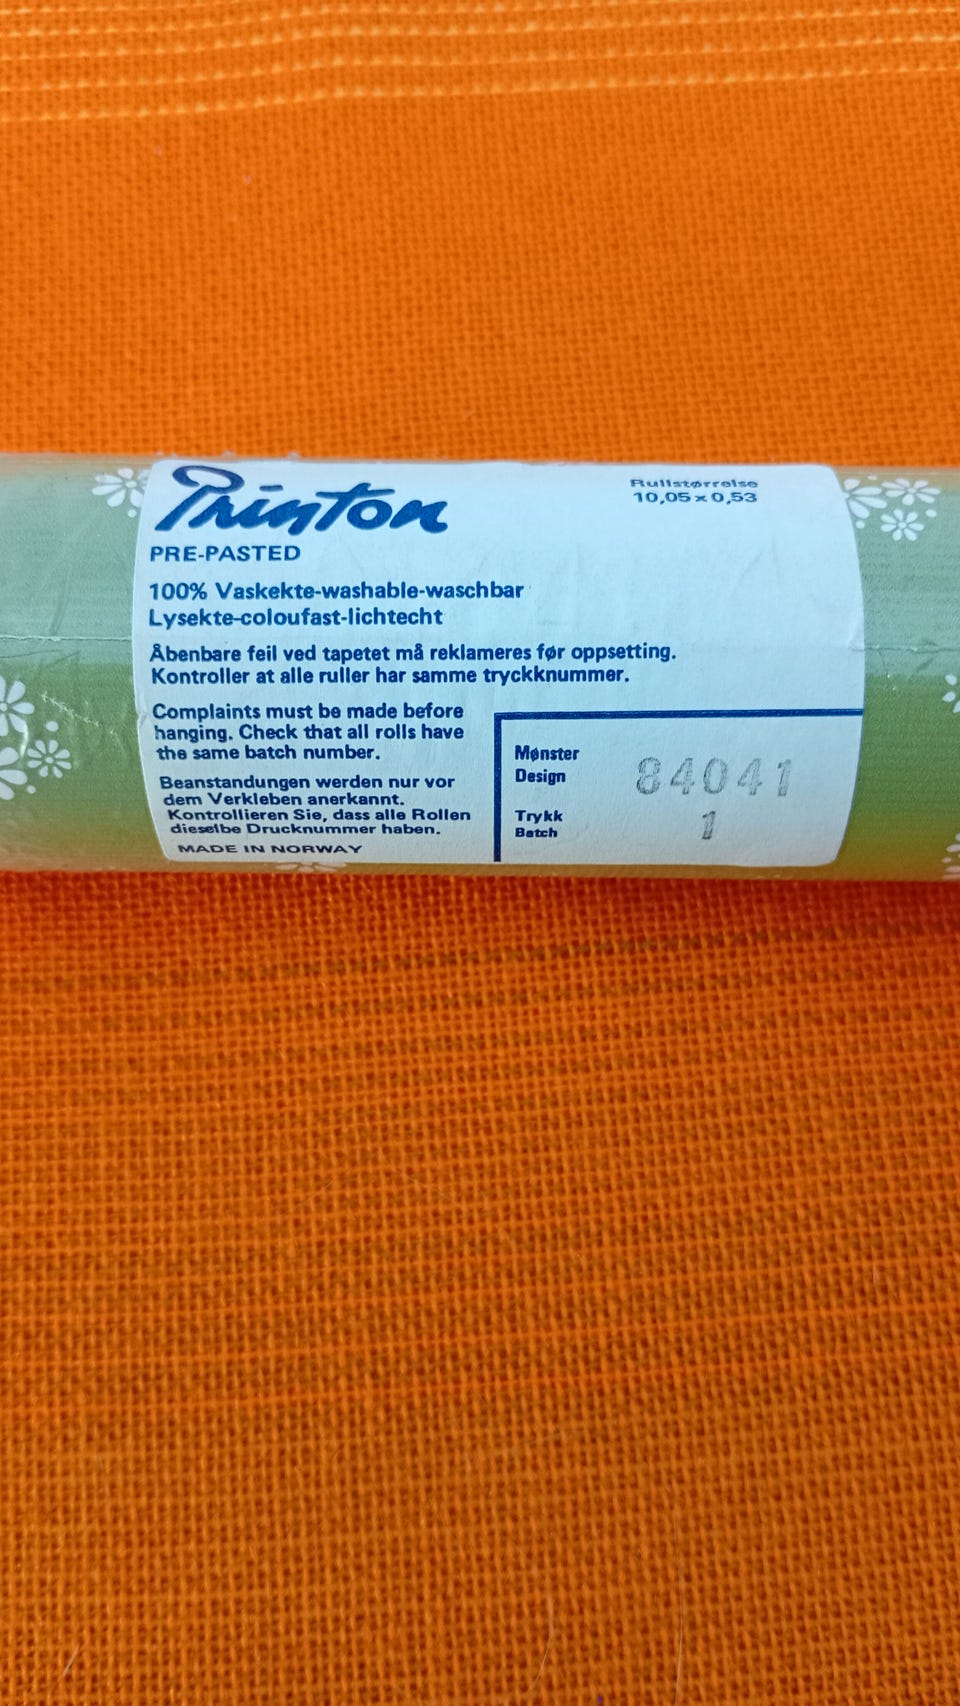 Printon
Rullstørrelse
10,05 x 0,53
PRE-PASTED
100% Vaskekte-washable-waschbar
Lysekte-coloufast-lichtecht
Åbenbare feil ved tapetet må reklameres før oppsetting.
Kontroller at alle ruller har samme tryckknummer.
Complaints must be made before
hanging. Check that all rolls have
the same batch number.
Beanstandungen werden nur vor
dem Verkleben anerkannt.
Kontrollieren Sie, dass alle Rollen
dieselbe Drucknummer haben.
MADE IN NORWAY
Mønster
Design
84041
Trykk
Batch
1